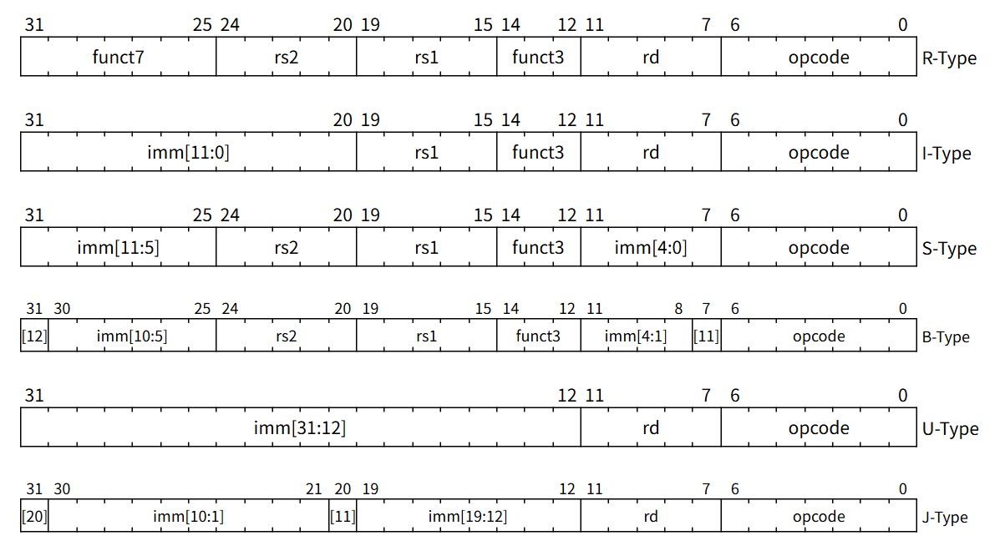 31 25 24 20 19 15 14 12 11 7 6 0
funct7 rs2 rs1 funct3 rd opcode R-Type
31 20 19 15 14 12 11 7 6 0
imm[11:0] rs1 funct3 rd opcode I-Type
31 25 24 20 19 15 14 12 11 7 6 0
imm[11:5] rs2 rs1 funct3 imm[4:0] opcode S-Type
31 30 25 24 20 19 15 14 12 11 8 7 6 0
[12] imm[10:5] rs2 rs1 funct3 imm[4:1] [11] opcode B-Type
31 12 11 7 6 0
imm[31:12] rd opcode U-Type
31 30 21 20 19 12 11 7 6 0
[20] imm[10:1] [11] imm[19:12] rd opcode J-Type